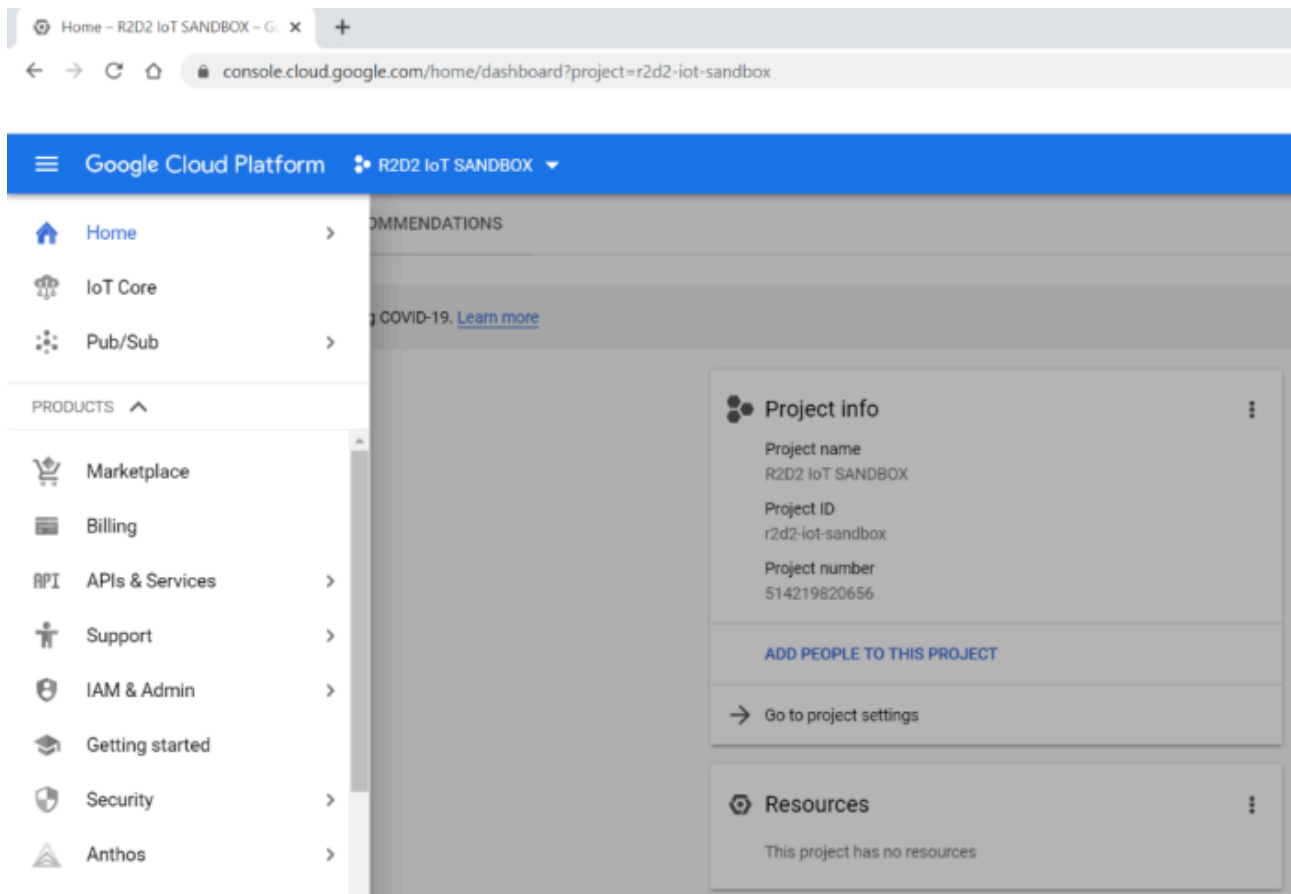 Home – R2D2 IoT SANDBOX – G
console.cloud.google.com/home/dashboard?project=r2d2-iot-sandbox
Google Cloud Platform R2D2 IoT SANDBOX
Home
IoT Core
Pub/Sub
PRODUCTS
Marketplace
Billing
API APIs & Services
Support
IAM & Admin
Getting started
Security
Anthos
OMMENDATIONS
g COVID-19. Learn more
Project info
Project name
R2D2 IoT SANDBOX
Project ID
r2d2-iot-sandbox
Project number
514219820656
ADD PEOPLE TO THIS PROJECT
Go to project settings
Resources
This project has no resources